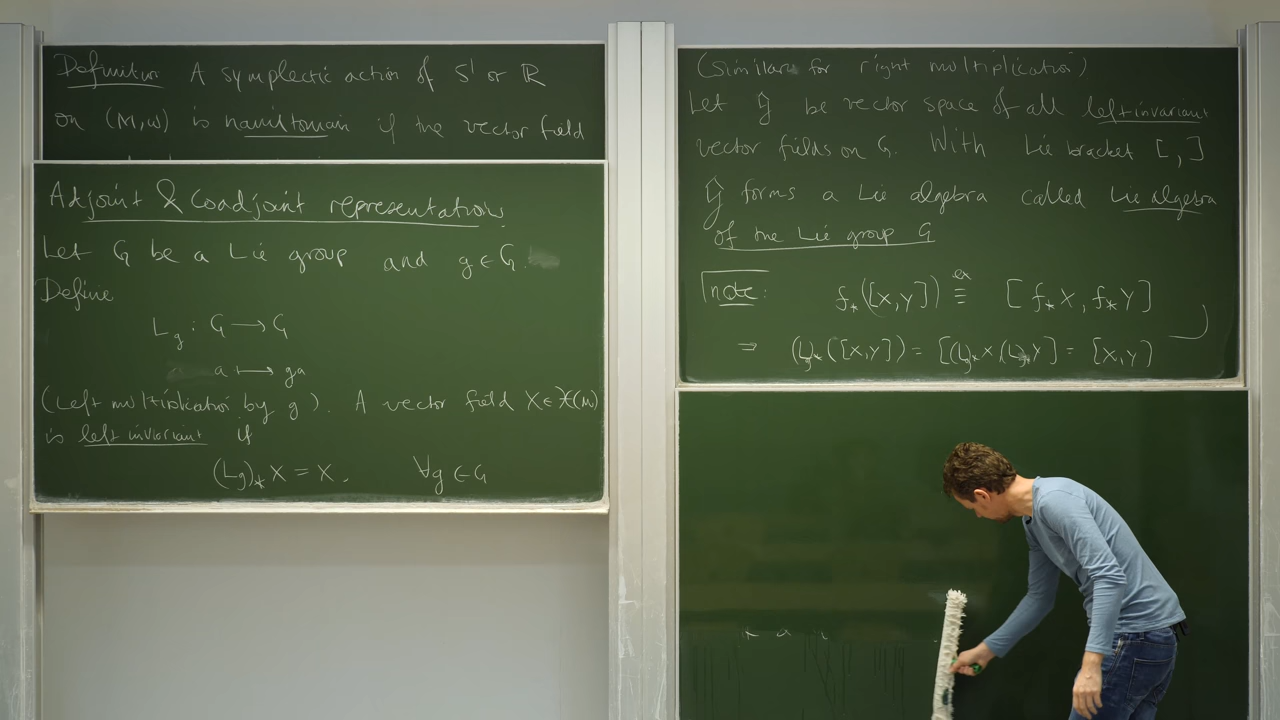 Definition A symplectic action of S¹ or ℝ
on (M,ω) is hamiltonian if the vector field
Adjoint & Coadjoint representations
Let G be a Lie group and g ∈ G.
Define
L_g : G ⟶ G
a ⟼ ga
(Left multiplication by g). A vector field X ∈ 𝔛(M)
is left invariant if
(L_g)_* X = X. ∀g ∈ G
(Similar for right multiplication)
Let 𝔤 be vector space of all left invariant
vector fields on G. With Lie bracket [,]
𝔤 forms a Lie algebra called Lie algebra
of the Lie group G
note: f_*([X,Y]) ≡ᵉˣ [f_*X, f_*Y]
⇒ (L_g)_*([X,Y]) = [(L_g)_*X, (L_g)_*Y] = [X,Y]